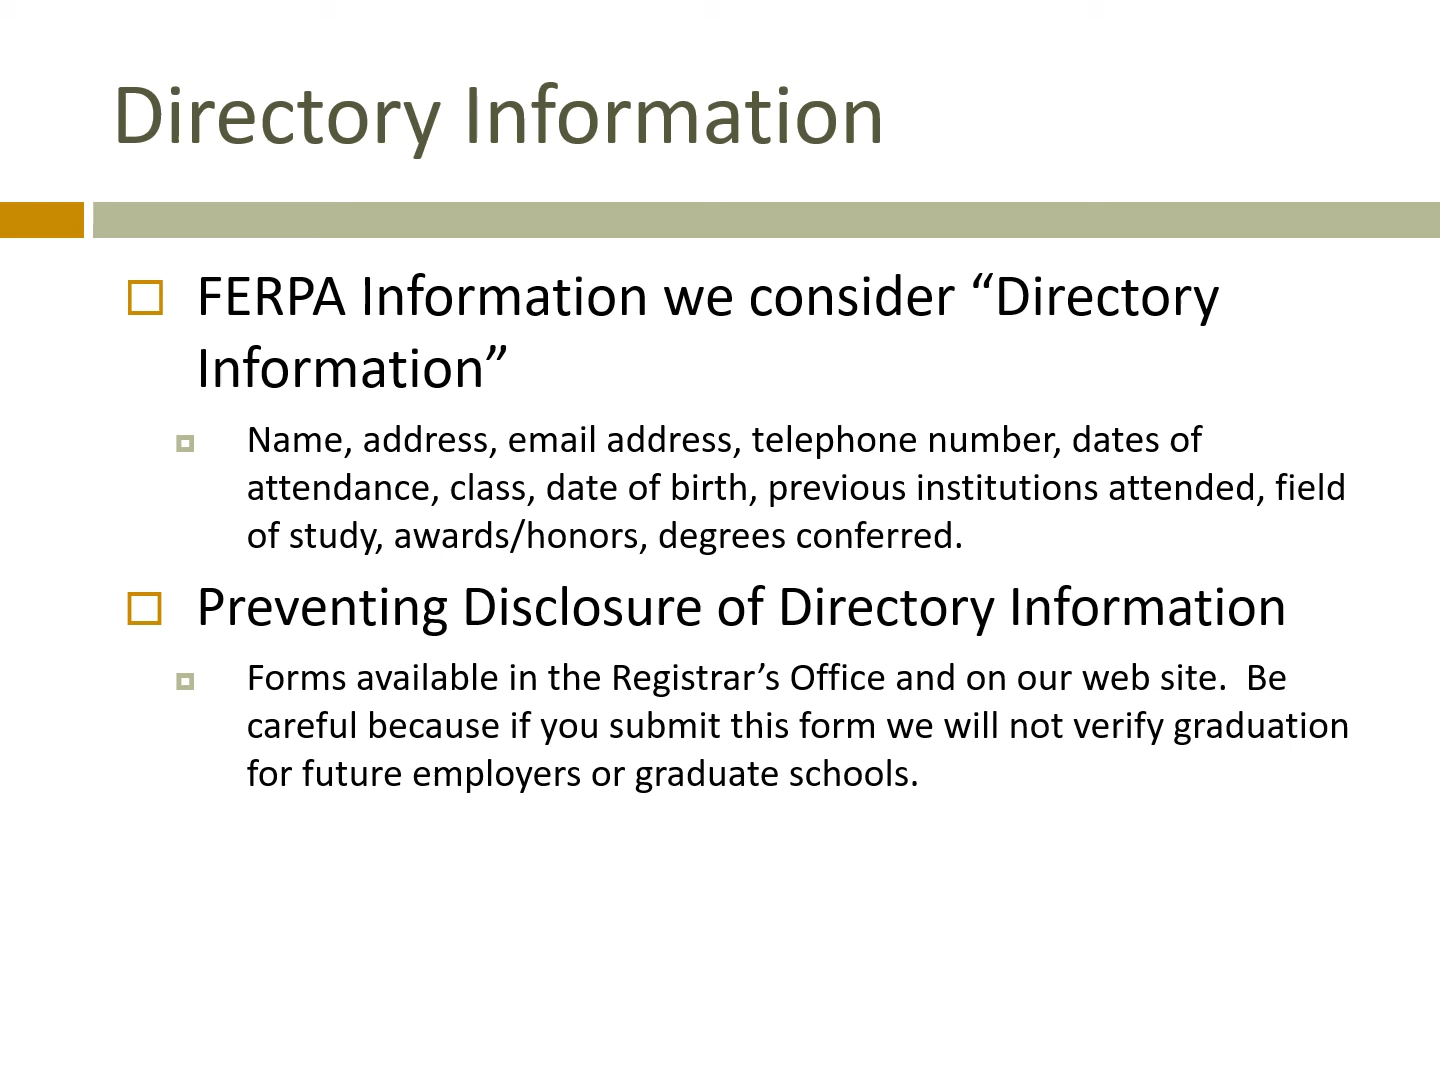 Directory Information
FERPA Information we consider “Directory
Information”
Name, address, email address, telephone number, dates of
attendance, class, date of birth, previous institutions attended, field
of study, awards/honors, degrees conferred.
Preventing Disclosure of Directory Information
Forms available in the Registrar’s Office and on our web site.  Be
careful because if you submit this form we will not verify graduation
for future employers or graduate schools.